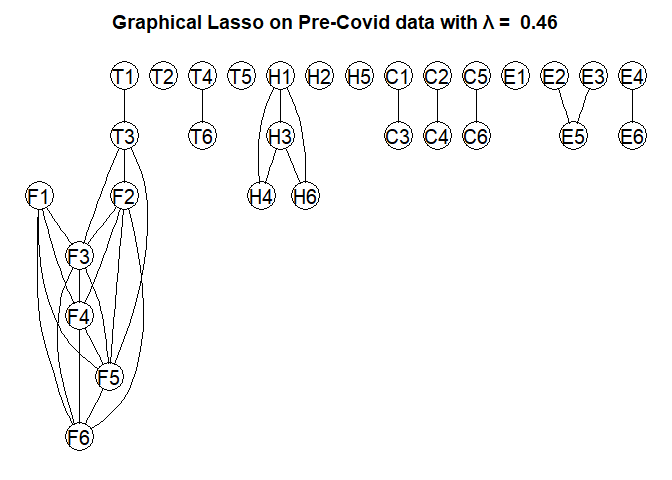 Graphical Lasso on Pre-Covid data with λ = 0.46
T1 T2 T4 T5 H1 H2 H5 C1 C2 C5 E1 E2 E3 E4
T3 T6 H3 C3 C4 C6 E5 E6
F1 F2 H4 H6
F3
F4
F5
F6